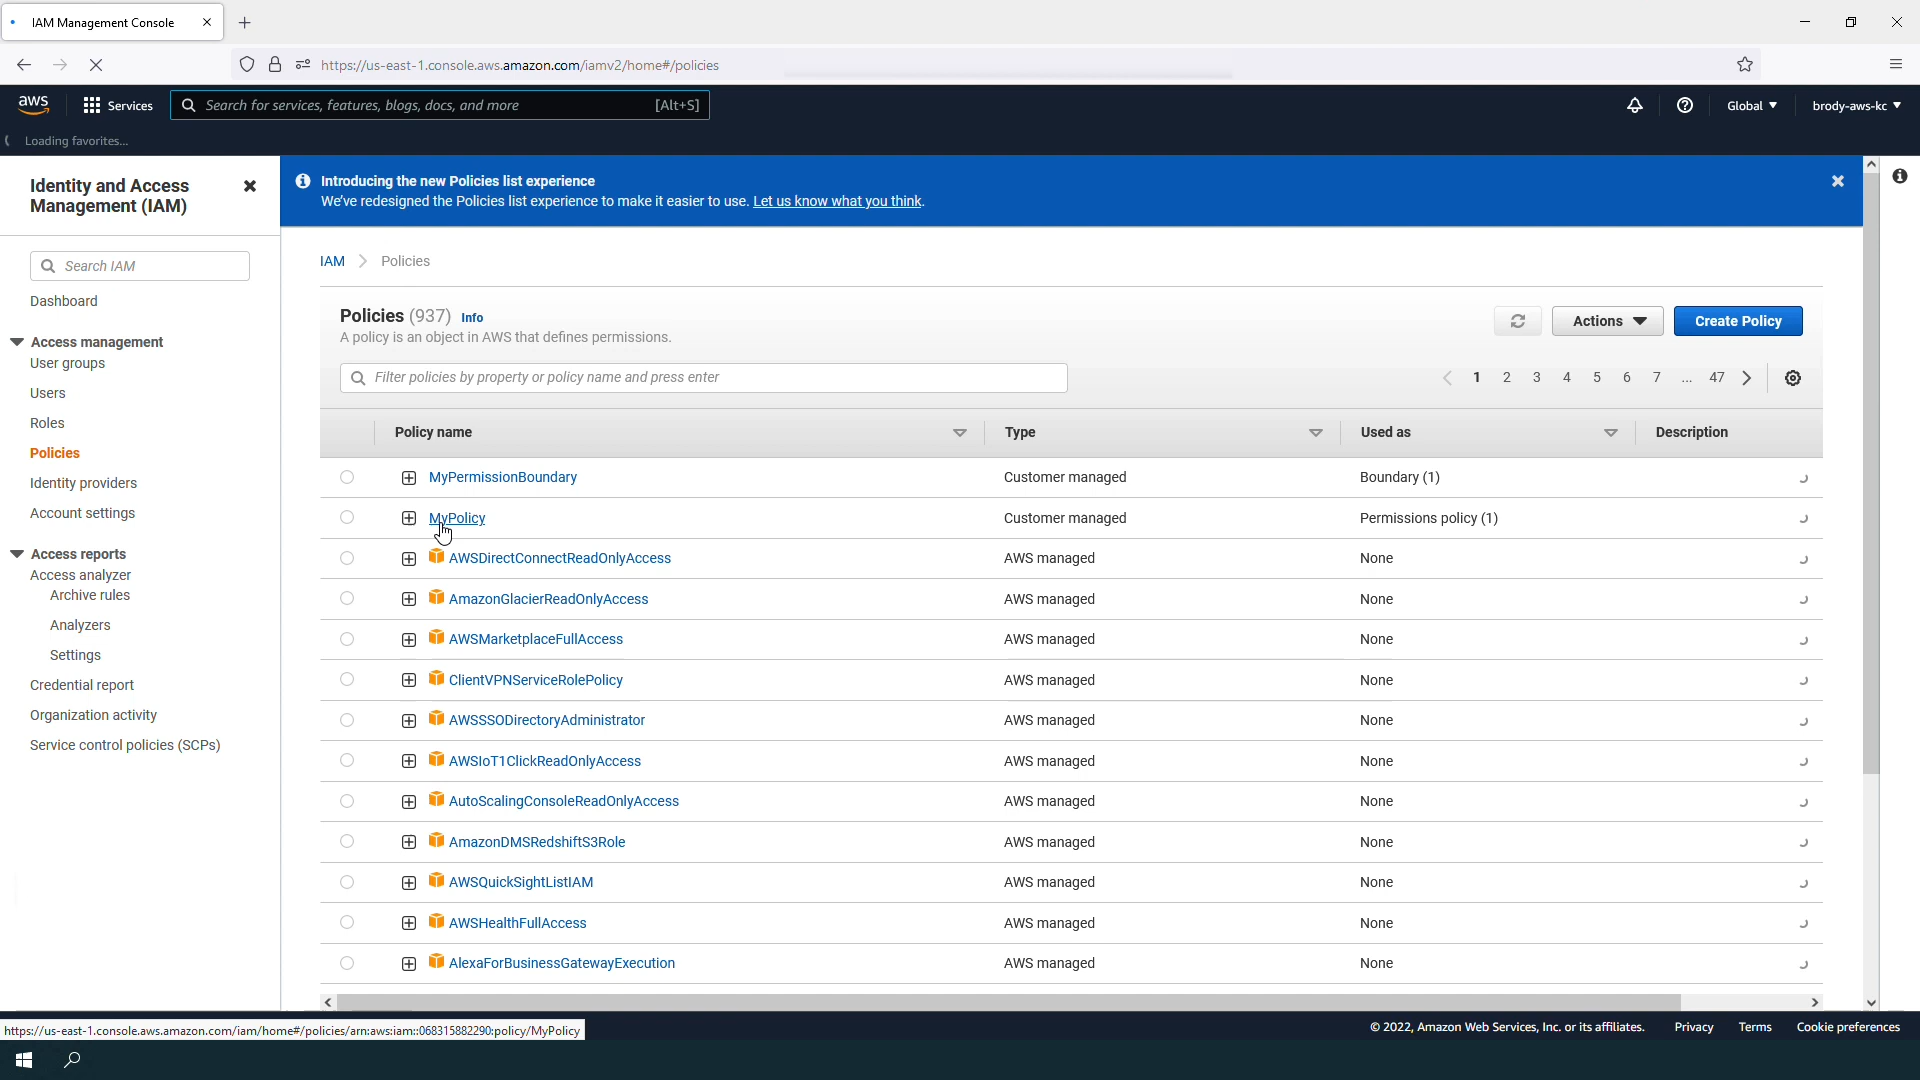 IAM Management Console
https://us-east-1.console.aws.amazon.com/iamv2/home#/policies
aws
Services
Search for services, features, blogs, docs, and more
[Alt+S]
Global
brody-aws-kc
Loading favorites...
Identity and Access
Management (IAM)
Search IAM
Dashboard
Access management
User groups
Users
Roles
Policies
Identity providers
Account settings
Access reports
Access analyzer
Archive rules
Analyzers
Settings
Credential report
Organization activity
Service control policies (SCPs)
Introducing the new Policies list experience
We've redesigned the Policies list experience to make it easier to use. Let us know what you think.
IAM > Policies
Policies (937) Info
A policy is an object in AWS that defines permissions.
Actions
Create Policy
Filter policies by property or policy name and press enter
1 2 3 4 5 6 7 ... 47
Policy name Type Used as Description
MyPermissionBoundary Customer managed Boundary (1)
MyPolicy Customer managed Permissions policy (1)
AWSDirectConnectReadOnlyAccess AWS managed None
AmazonGlacierReadOnlyAccess AWS managed None
AWSMarketplaceFullAccess AWS managed None
ClientVPNServiceRolePolicy AWS managed None
AWSSSODirectoryAdministrator AWS managed None
AWSIoT1ClickReadOnlyAccess AWS managed None
AutoScalingConsoleReadOnlyAccess AWS managed None
AmazonDMSRedshiftS3Role AWS managed None
AWSQuickSightListIAM AWS managed None
AWSHealthFullAccess AWS managed None
AlexaForBusinessGatewayExecution AWS managed None
https://us-east-1.console.aws.amazon.com/iam/home#/policies/arn:aws:iam::068315882290:policy/MyPolicy
© 2022, Amazon Web Services, Inc. or its affiliates.
Privacy
Terms
Cookie preferences